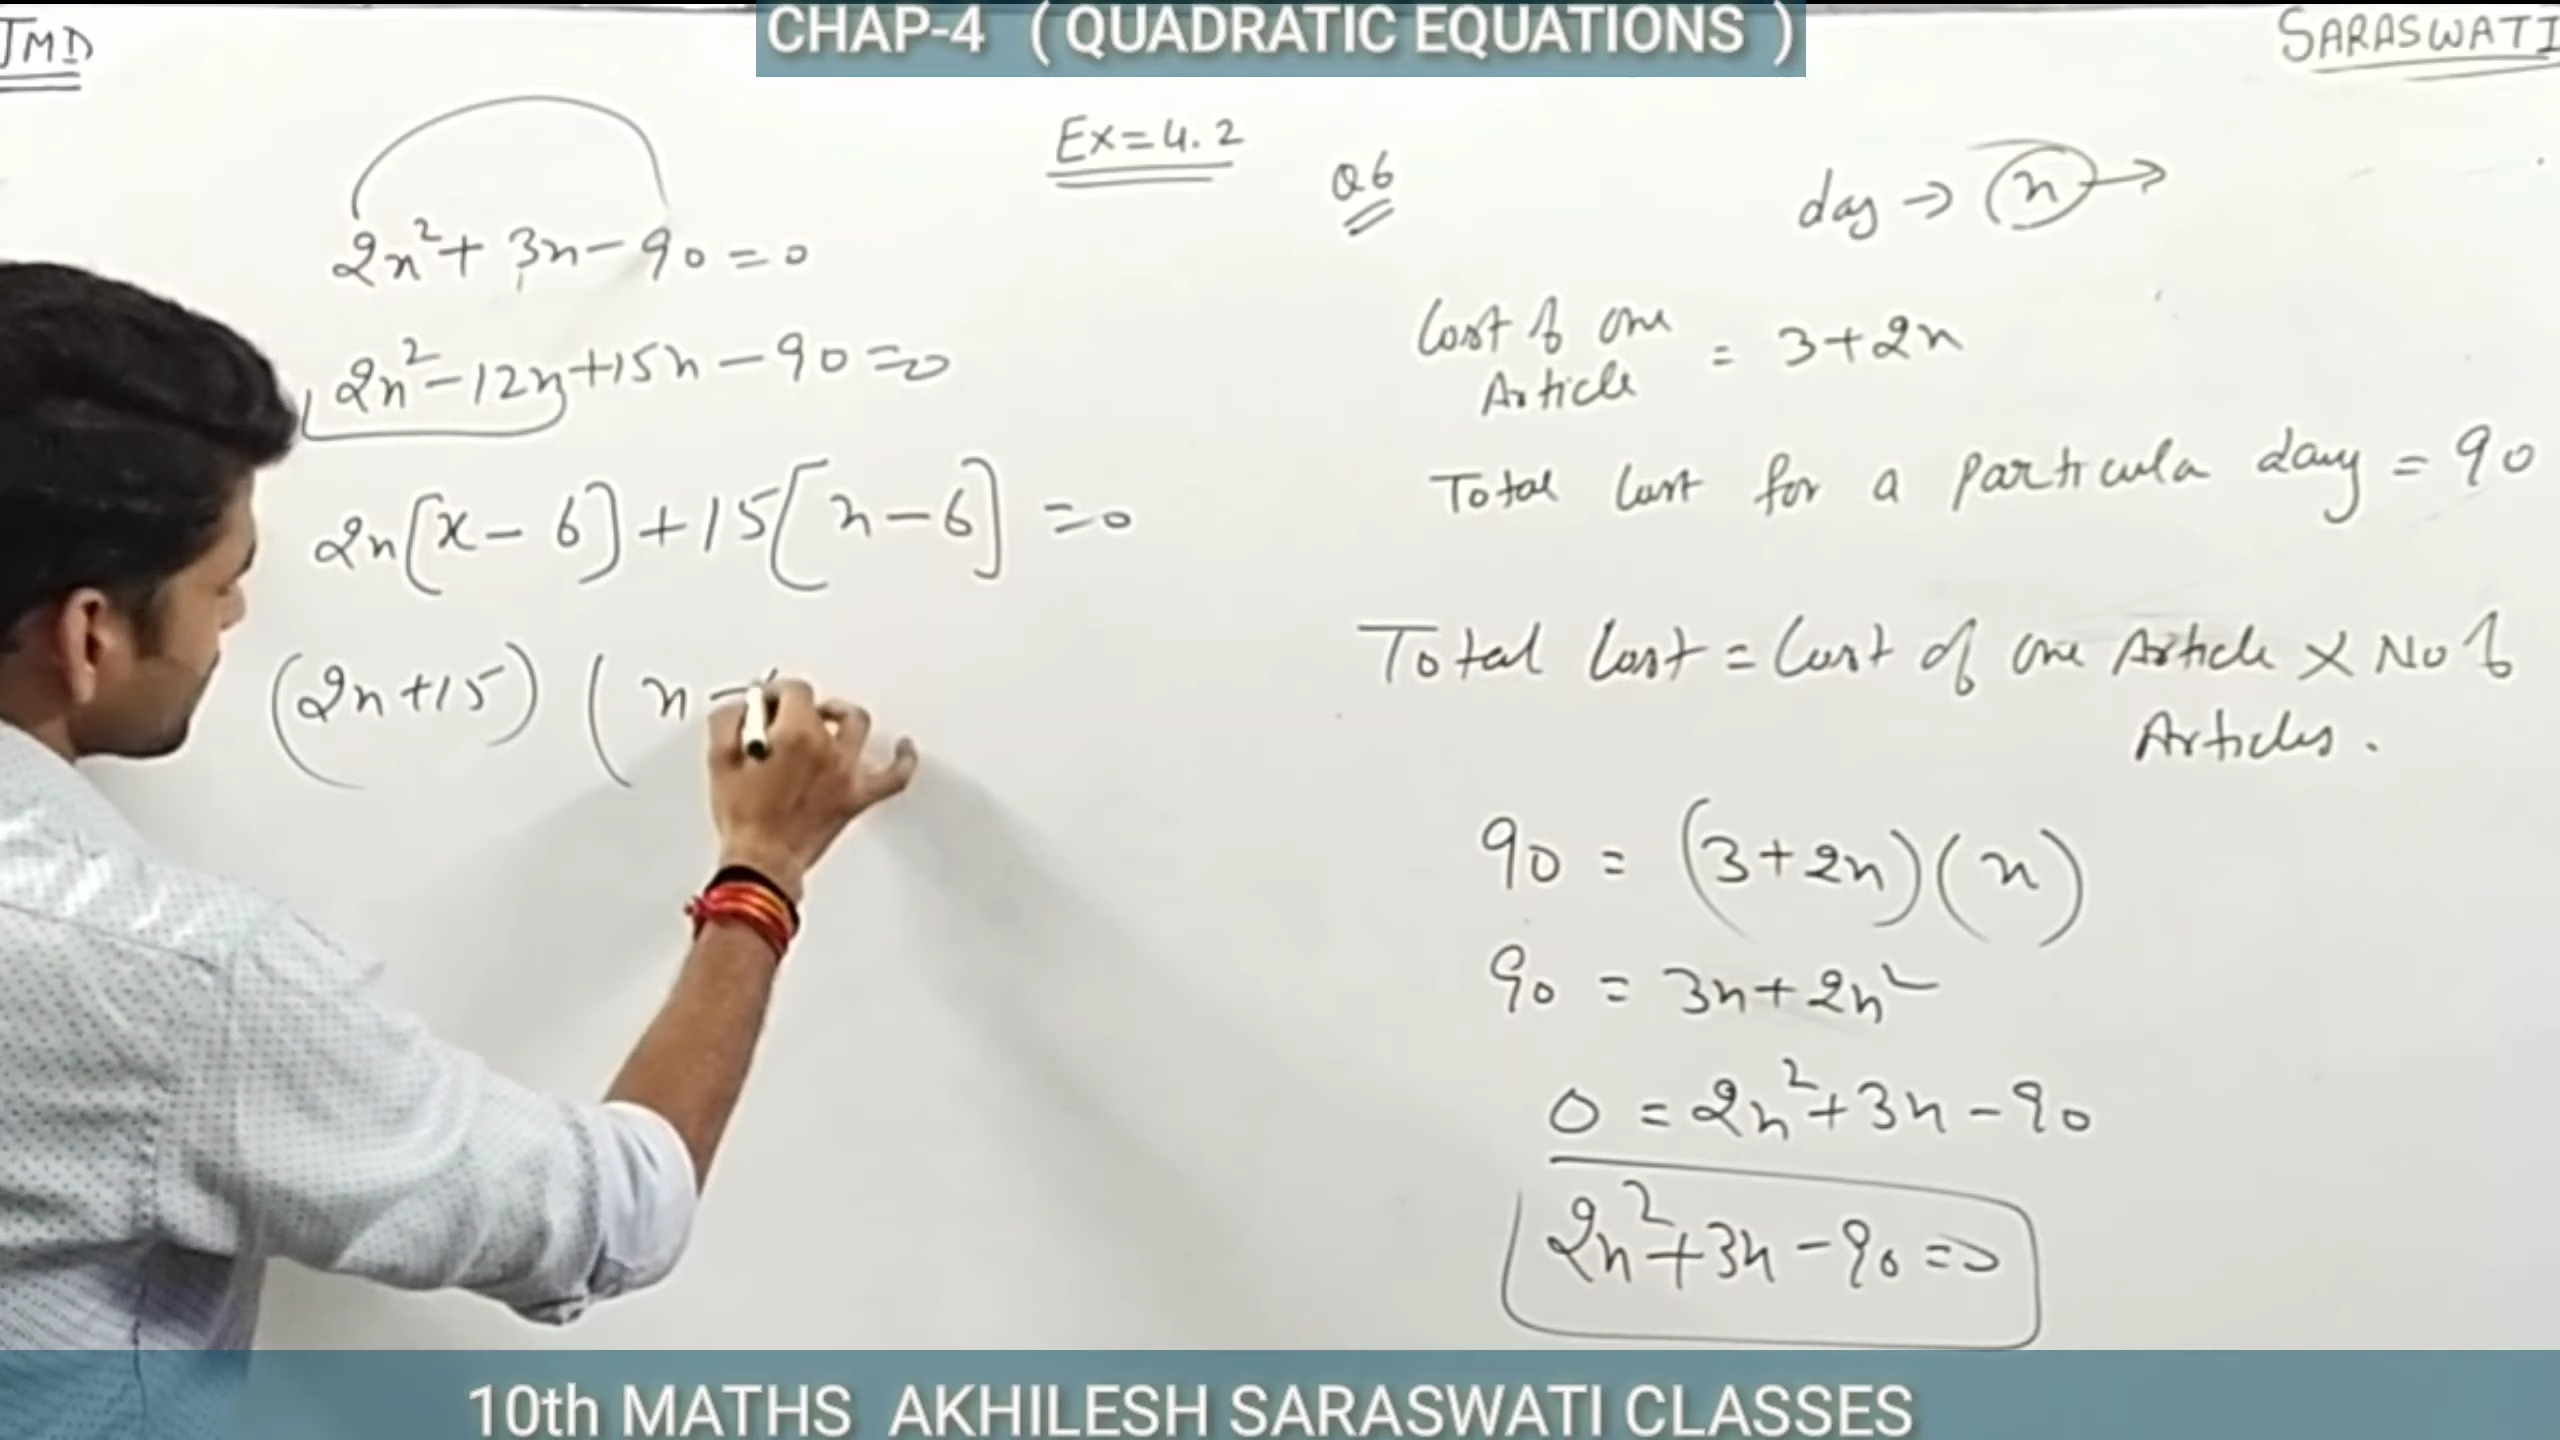 CHAP-4 ( QUADRATIC EQUATIONS )
JMD
SARASWATI
Ex=4.2
Q6
day → x →
2x²+3x-90=0
2x²-12x+15x-90=0
2x[x-6]+15[x-6]=0
(2x+15) (x-
Cost of one Article = 3+2x
Total Cost for a particula day = 90
Total Cost = Cost of one Article X No of
Articles.
90 = (3+2x)(x)
90 = 3x+2x²
0 = 2x²+3x-90
2x²+3x-90=0
10th MATHS AKHILESH SARASWATI CLASSES